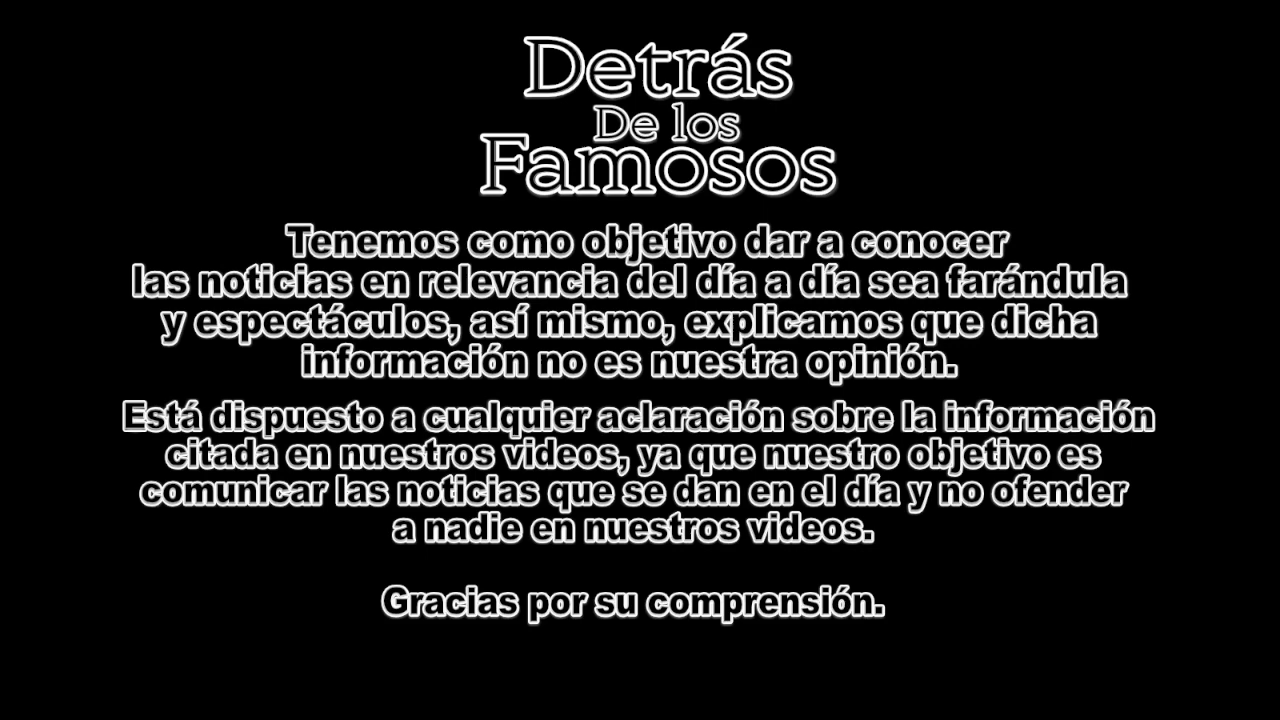 Detrás
De los
Famosos
Tenemos como objetivo dar a conocer
las noticias en relevancia del día a día sea farándula
y espectáculos, así mismo, explicamos que dicha
información no es nuestra opinión.
Está dispuesto a cualquier aclaración sobre la información
citada en nuestros videos, ya que nuestro objetivo es
comunicar las noticias que se dan en el día y no ofender
a nadie en nuestros videos.
Gracias por su comprensión.